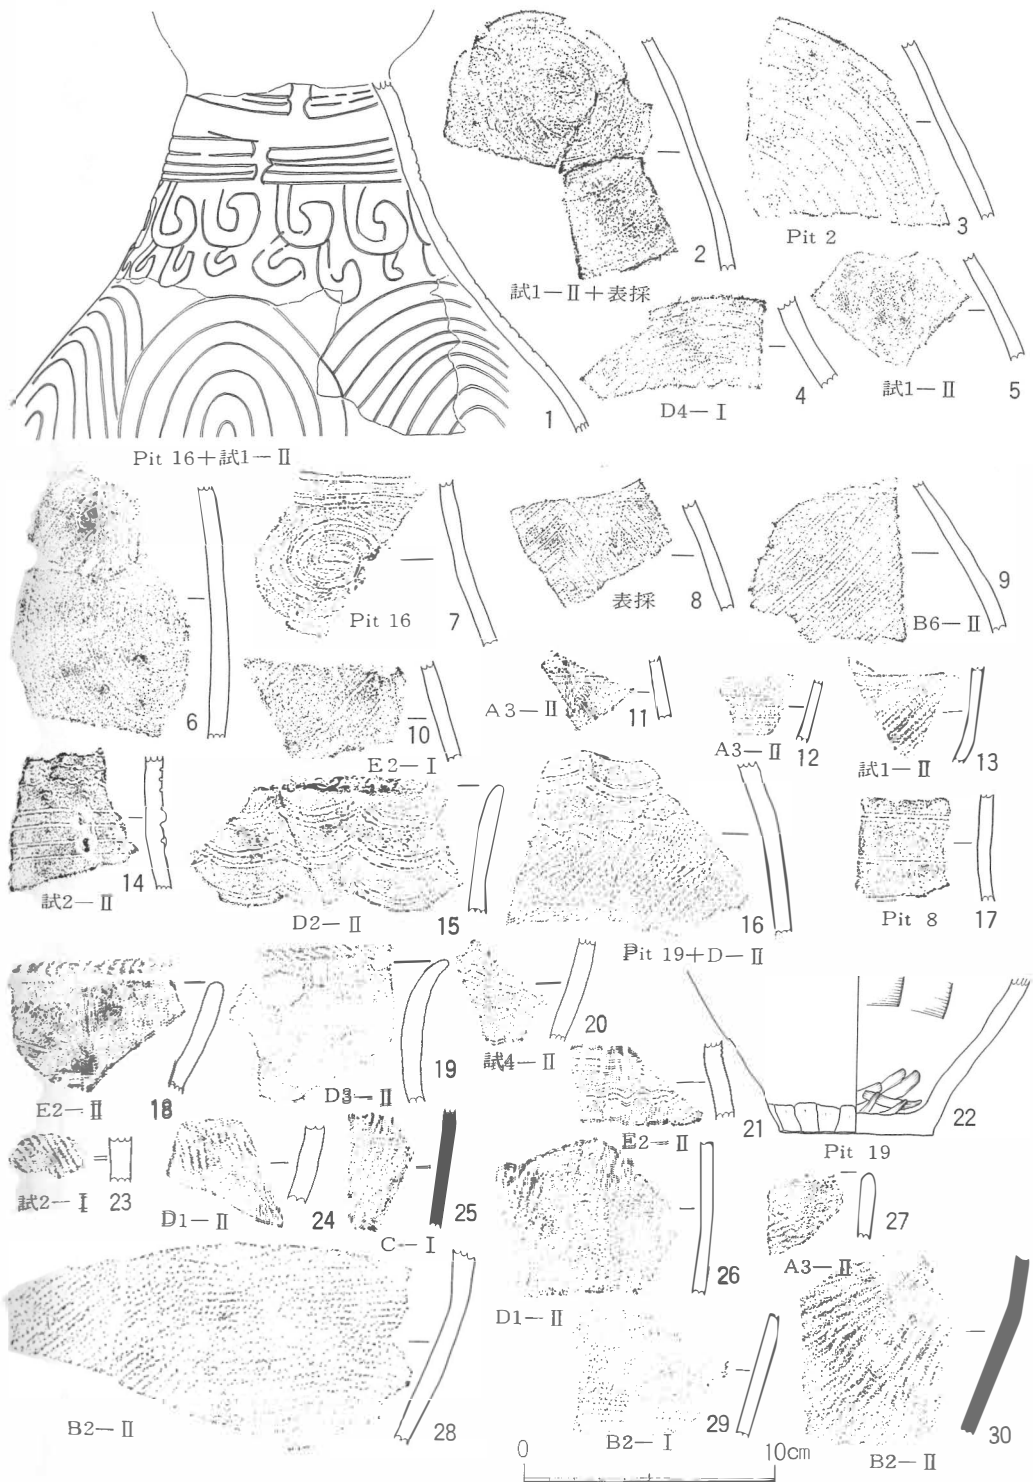 1
Pit 16+試1―Ⅱ
2
試1―Ⅱ+表採
3
Pit 2
4
D4―Ⅰ
5
試1―Ⅱ
6
7
Pit 16
8
表採
9
B6―Ⅱ
10
E2―Ⅰ
11
A3―Ⅱ
12
A3―Ⅱ
13
試1―Ⅱ
14
試2―Ⅱ
15
D2―Ⅱ
16
Pit 19+D―Ⅱ
17
Pit 8
18
E2―Ⅱ
19
D3―Ⅱ
20
試4―Ⅱ
21
E2―Ⅱ
22
Pit 19
23
試2―Ⅰ
24
D1―Ⅱ
25
C―Ⅰ
26
D1―Ⅱ
27
A3―Ⅱ
28
B2―Ⅱ
29
B2―Ⅰ
30
B2―Ⅱ
0 10cm